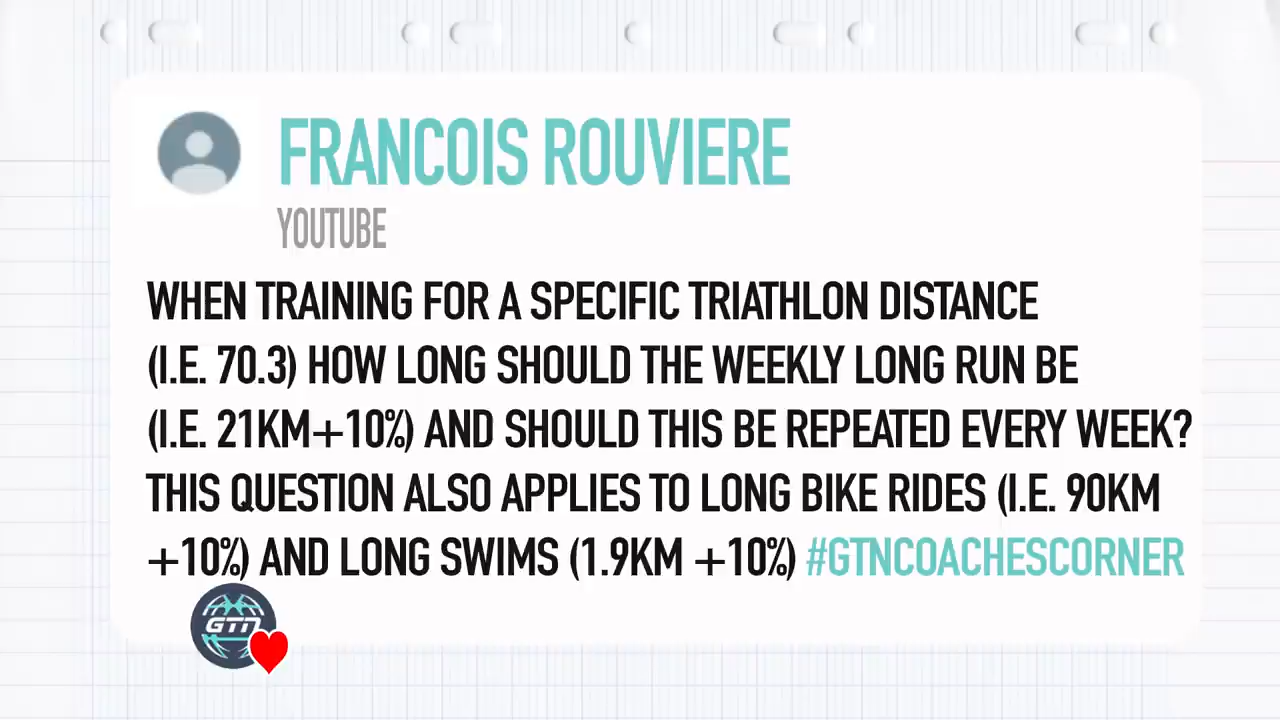 FRANCOIS ROUVIERE
YOUTUBE
WHEN TRAINING FOR A SPECIFIC TRIATHLON DISTANCE
(I.E. 70.3) HOW LONG SHOULD THE WEEKLY LONG RUN BE
(I.E. 21KM+10%) AND SHOULD THIS BE REPEATED EVERY WEEK?
THIS QUESTION ALSO APPLIES TO LONG BIKE RIDES (I.E. 90KM
+10%) AND LONG SWIMS (1.9KM +10%) #GTNCOACHESCORNER
GTN